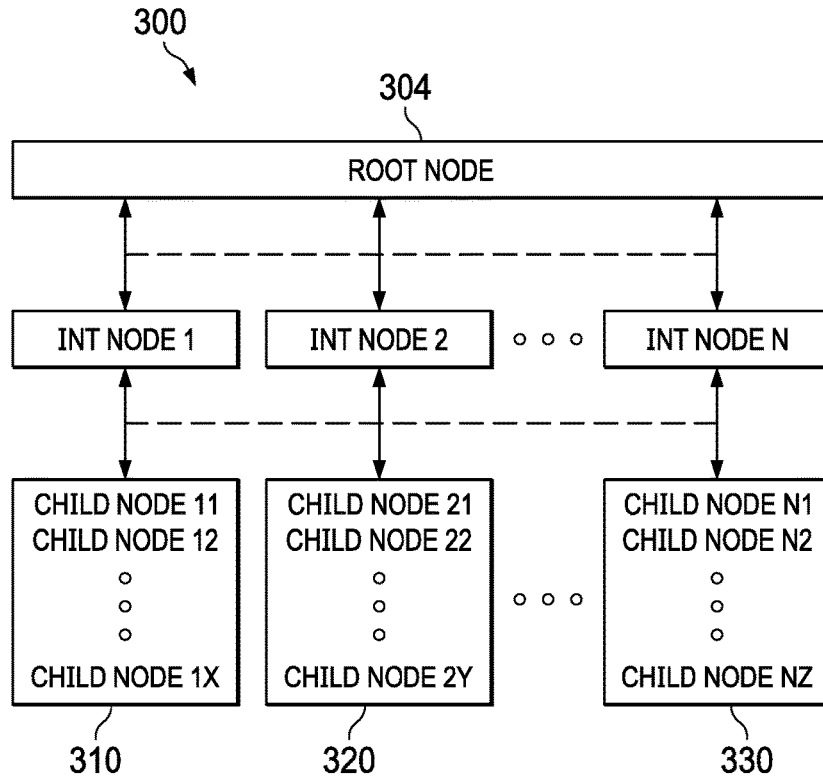 300
304
ROOT NODE
INT NODE 1
INT NODE 2
INT NODE N
CHILD NODE 11
CHILD NODE 12
CHILD NODE 1X
CHILD NODE 21
CHILD NODE 22
CHILD NODE 2Y
CHILD NODE N1
CHILD NODE N2
CHILD NODE NZ
310
320
330